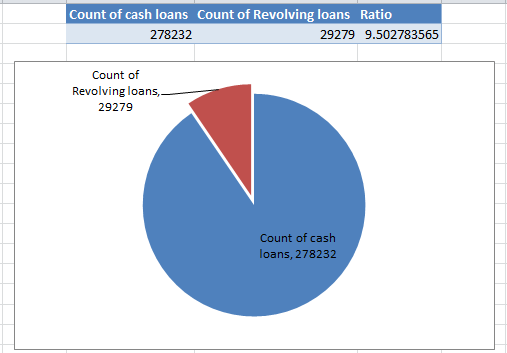 Count of cash loans Count of Revolving loans Ratio
278232 29279 9.502783565
Count of
Revolving loans,
29279
Count of cash
loans, 278232